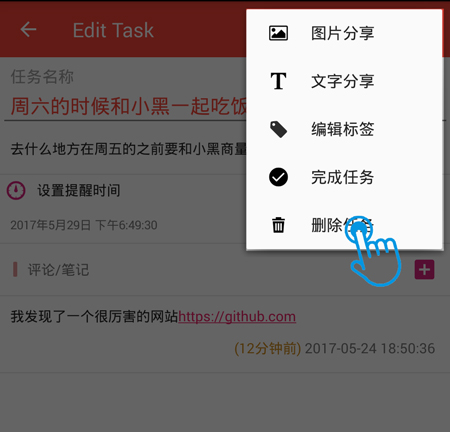 Edit Task
图片分享
文字分享
编辑标签
完成任务
删除任务
任务名称
周六的时候和小黑一起吃饭
去什么地方在周五的之前要和小黑商量
设置提醒时间
2017年5月29日 下午6:49:30
评论/笔记
我发现了一个很厉害的网站https://github.com
(12分钟前) 2017-05-24 18:50:36